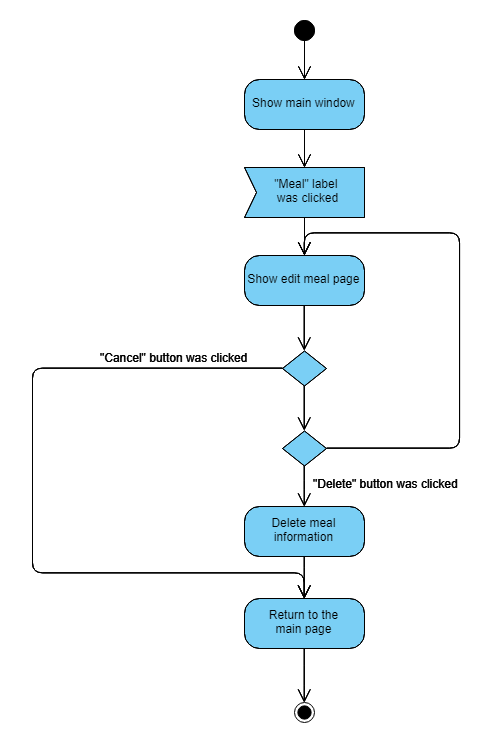 Show main window
"Meal" label
was clicked
Show edit meal page
"Cancel" button was clicked
"Delete" button was clicked
Delete meal
information
Return to the
main page